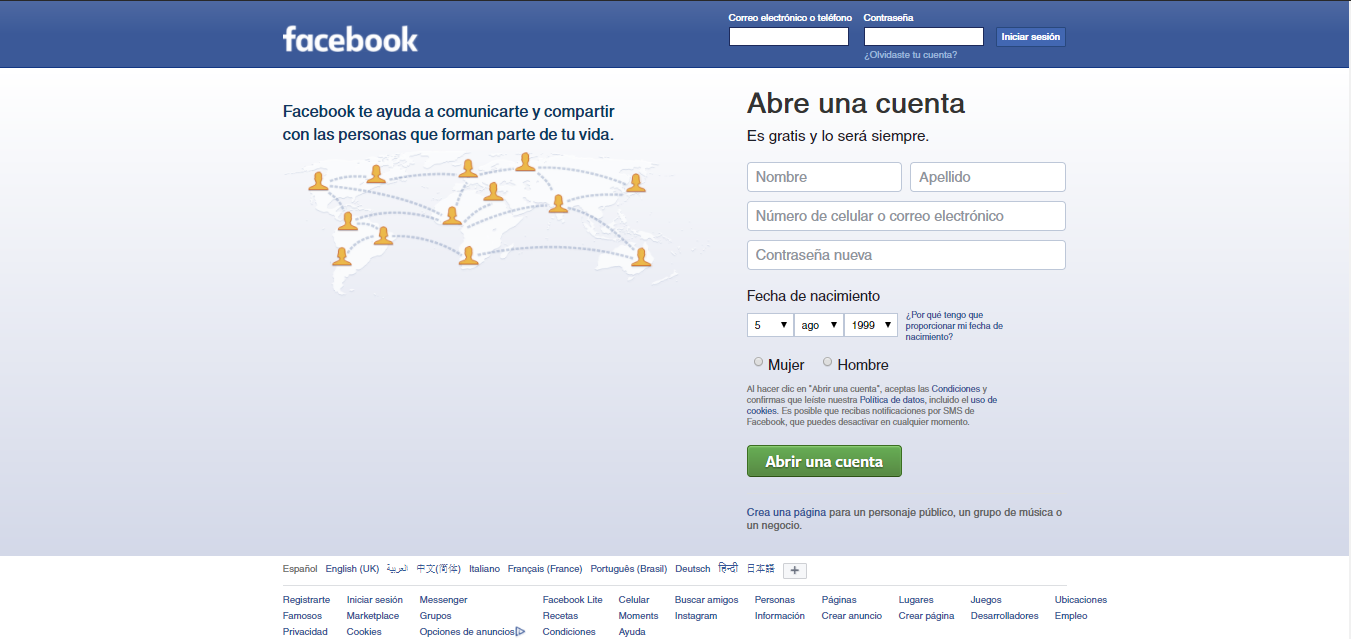 facebook
Correo electrónico o teléfono
Contraseña
Iniciar sesión
¿Olvidaste tu cuenta?
Facebook te ayuda a comunicarte y compartir
con las personas que forman parte de tu vida.
Abre una cuenta
Es gratis y lo será siempre.
Nombre Apellido
Número de celular o correo electrónico
Contraseña nueva
Fecha de nacimiento
5 ago 1999
¿Por qué tengo que
proporcionar mi fecha de
nacimiento?
Mujer Hombre
Al hacer clic en "Abrir una cuenta", aceptas las Condiciones y
confirmas que leíste nuestra Política de datos, incluido el uso de
cookies. Es posible que recibas notificaciones por SMS de
Facebook, que puedes desactivar en cualquier momento.
Abrir una cuenta
Crea una página para un personaje público, un grupo de música o
un negocio.
Español English (UK) العربية 中文(简体) Italiano Français (France) Português (Brasil) Deutsch हिन्दी 日本語 +
Registrarte Iniciar sesión Messenger Facebook Lite Celular Buscar amigos Personas Páginas Lugares Juegos Ubicaciones
Famosos Marketplace Grupos Recetas Moments Instagram Información Crear anuncio Crear página Desarrolladores Empleo
Privacidad Cookies Opciones de anuncios Condiciones Ayuda